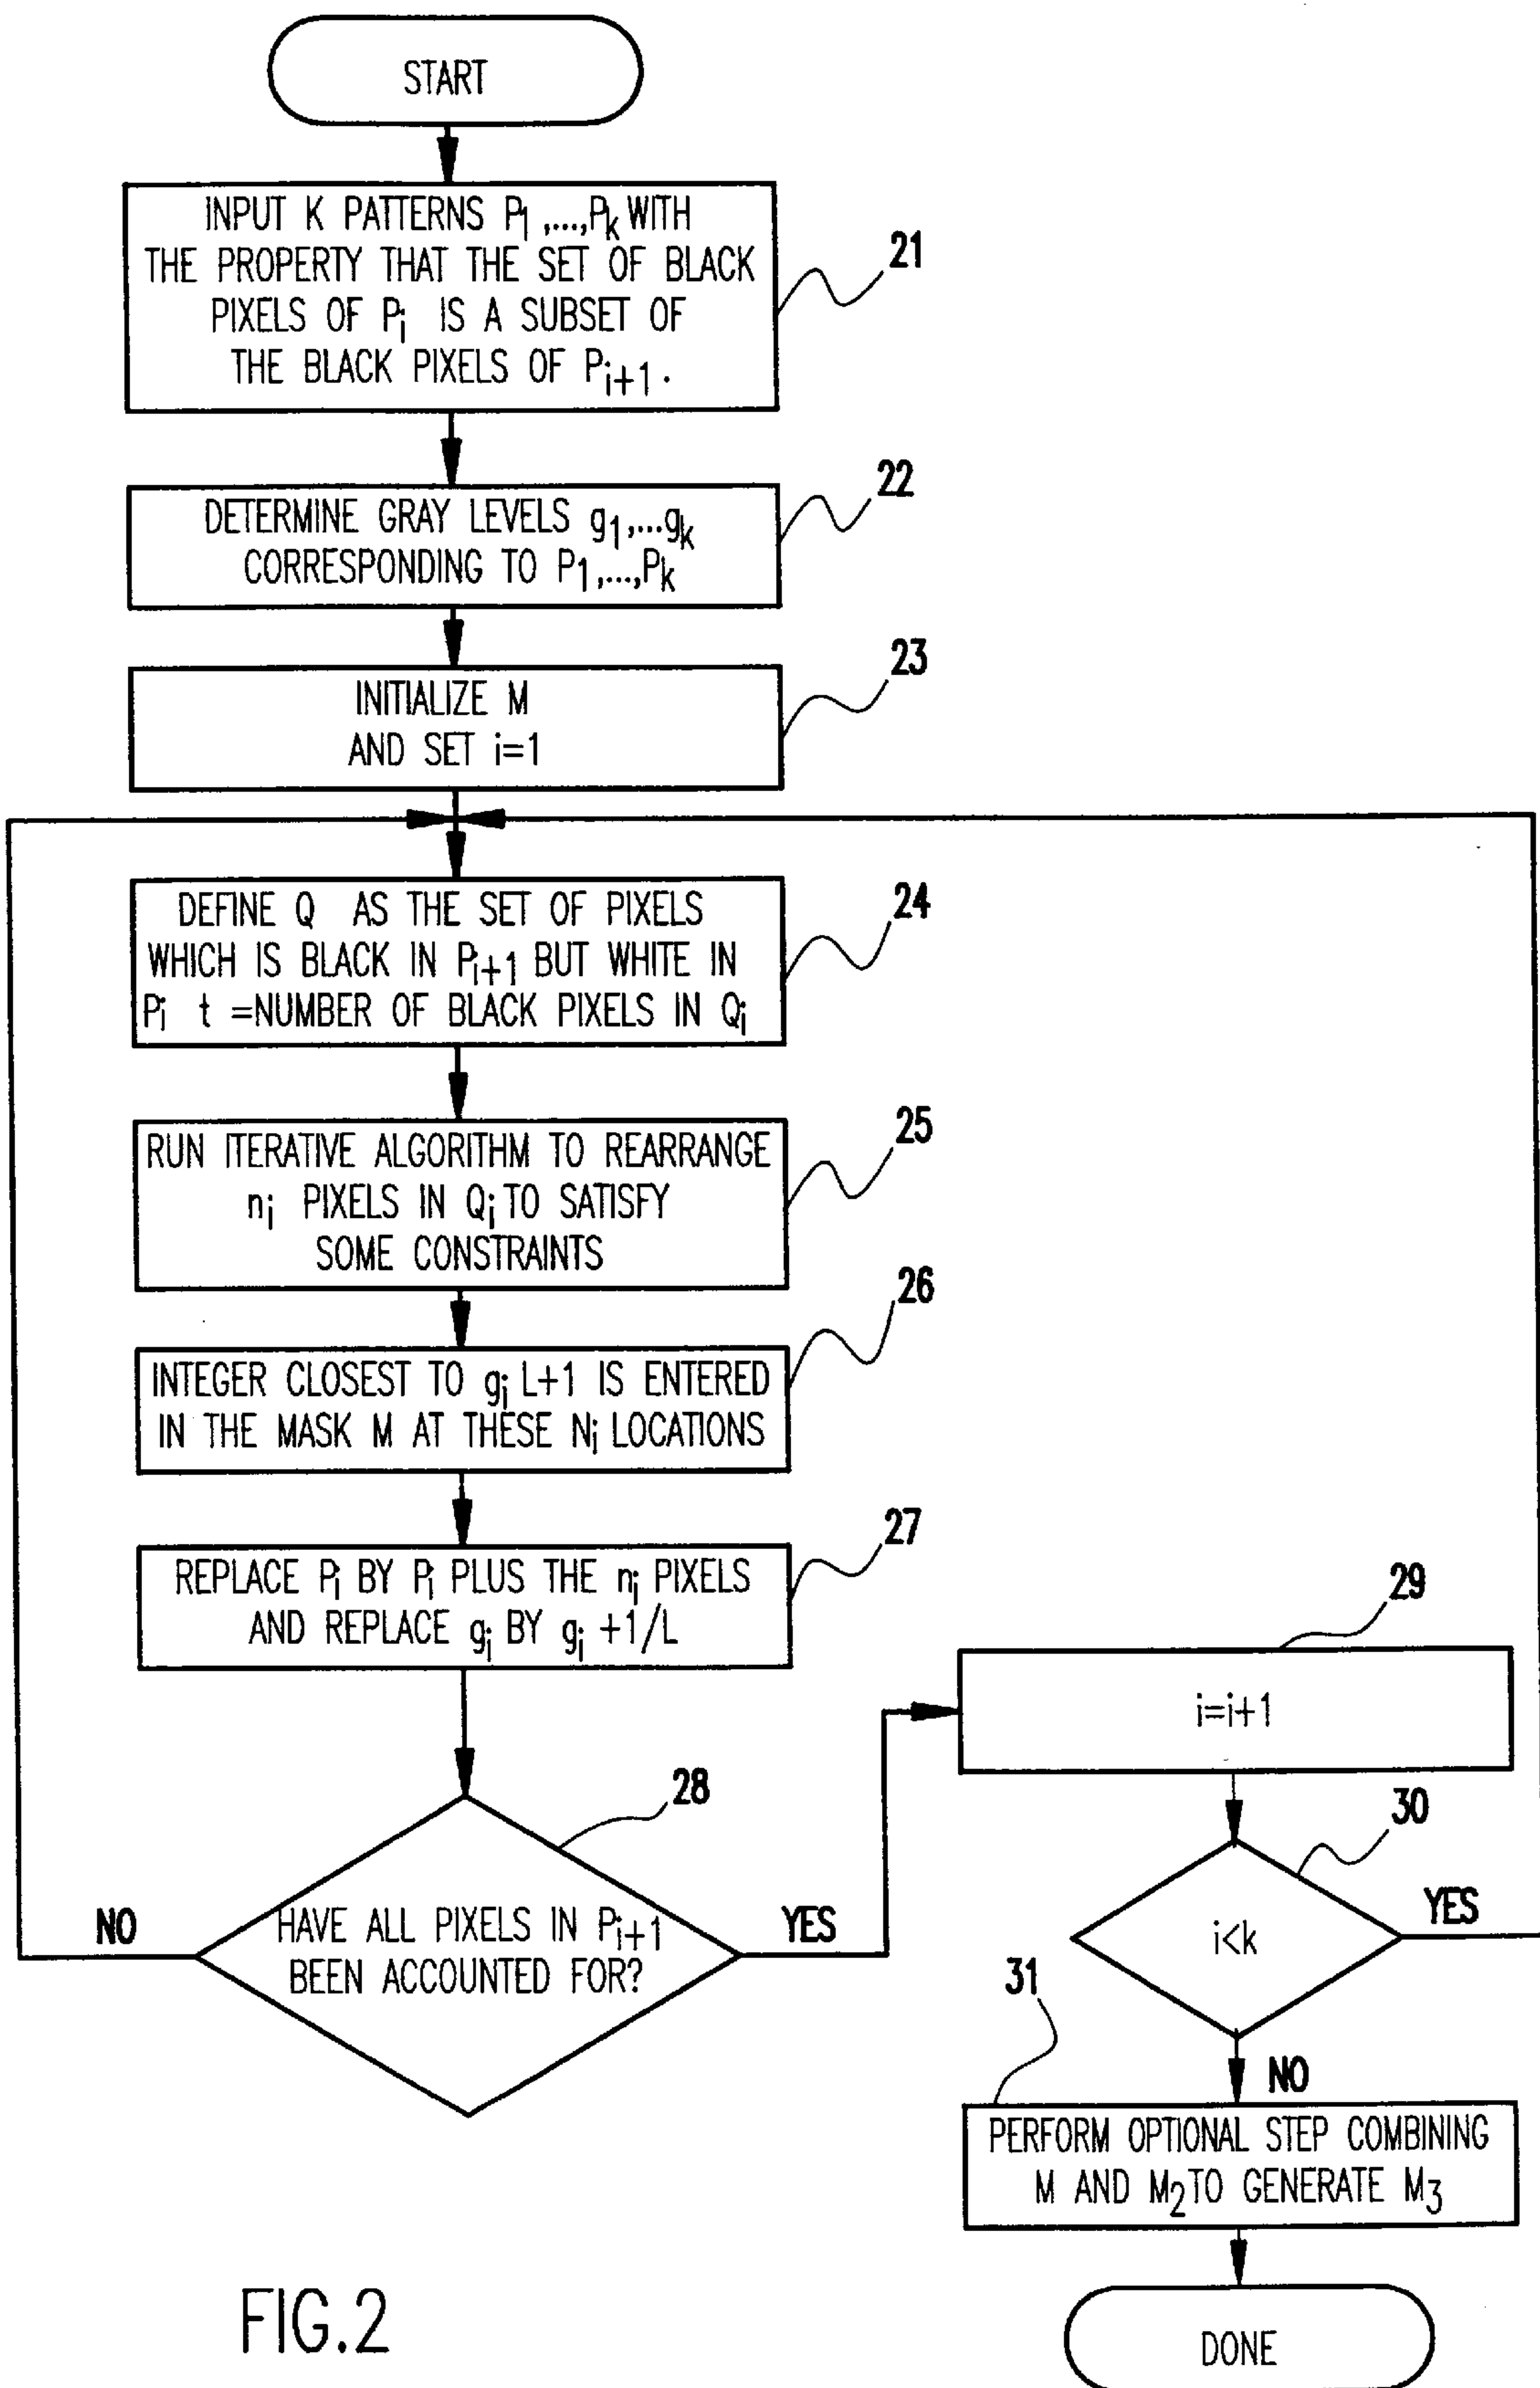 START
INPUT K PATTERNS P1 ,...,Pk WITH
THE PROPERTY THAT THE SET OF BLACK
PIXELS OF Pi IS A SUBSET OF
THE BLACK PIXELS OF Pi+1 .
21
DETERMINE GRAY LEVELS g1,...gk
CORRESPONDING TO P1,...,Pk
22
INITIALIZE M
AND SET i=1
23
DEFINE Q AS THE SET OF PIXELS
WHICH IS BLACK IN Pi+1 BUT WHITE IN
Pi t =NUMBER OF BLACK PIXELS IN Qi
24
RUN ITERATIVE ALGORITHM TO REARRANGE
ni PIXELS IN Qi TO SATISFY
SOME CONSTRAINTS
25
INTEGER CLOSEST TO gi L+1 IS ENTERED
IN THE MASK M AT THESE Ni LOCATIONS
26
REPLACE Pi BY Pi PLUS THE ni PIXELS
AND REPLACE gi BY gi +1/L
27
HAVE ALL PIXELS IN Pi+1
BEEN ACCOUNTED FOR?
28
NO
YES
i=i+1
29
i<k
30
YES
NO
PERFORM OPTIONAL STEP COMBINING
M AND M2 TO GENERATE M3
31
DONE
FIG.2